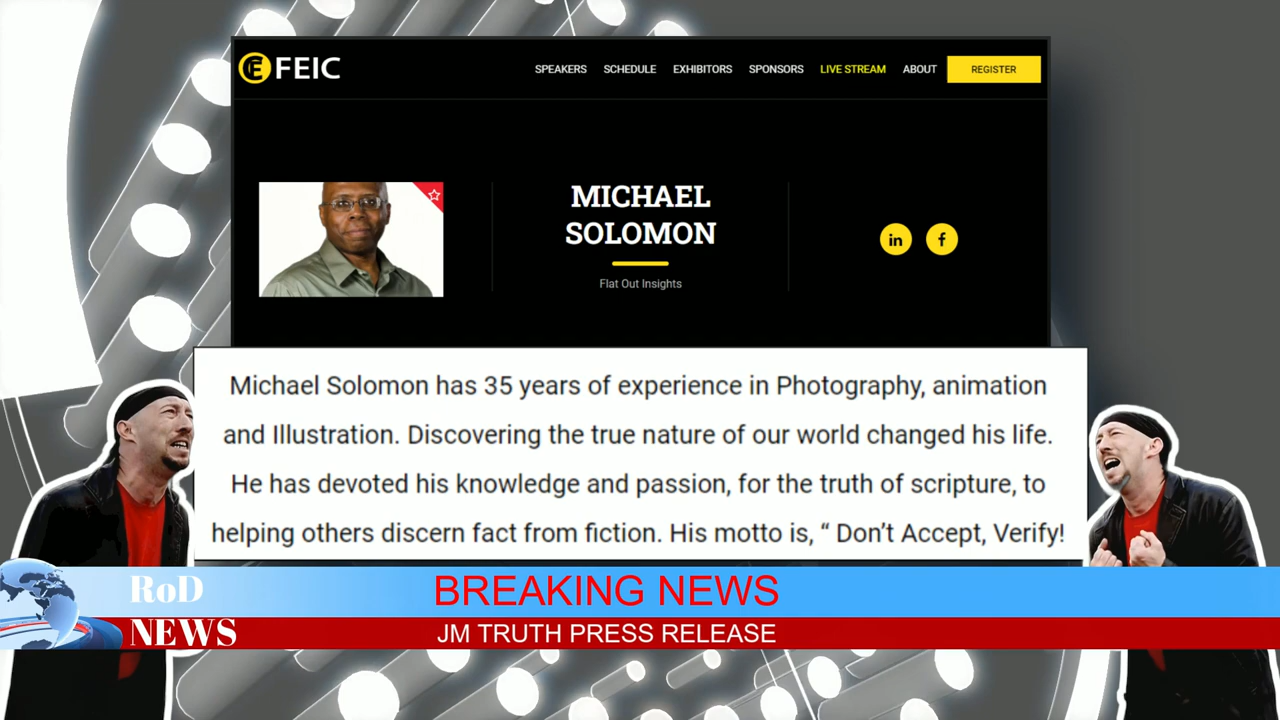 FEIC
SPEAKERS SCHEDULE EXHIBITORS SPONSORS LIVE STREAM ABOUT REGISTER
MICHAEL
SOLOMON
Flat Out Insights
in f
Michael Solomon has 35 years of experience in Photography, animation
and Illustration. Discovering the true nature of our world changed his life.
He has devoted his knowledge and passion, for the truth of scripture, to
helping others discern fact from fiction. His motto is, “ Don’t Accept, Verify!
RoD
NEWS
BREAKING NEWS
JM TRUTH PRESS RELEASE